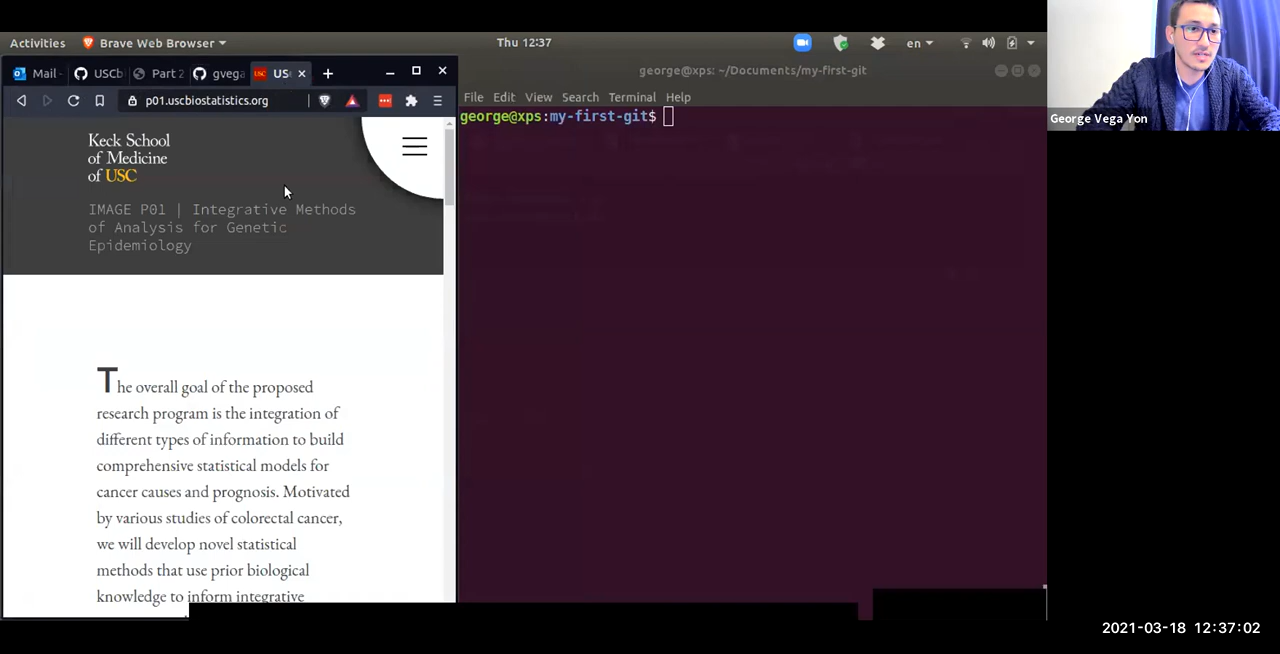 Activities
Brave Web Browser
Thu 12:37
en
Mail
USCb
Part 2
gvega
US
p01.uscbiostatistics.org
george@xps: ~/Documents/my-first-git
File Edit View Search Terminal Help
george@xps:my-first-git$
George Vega Yon
Keck School
of Medicine
of USC
IMAGE P01 | Integrative Methods
of Analysis for Genetic
Epidemiology
The overall goal of the proposed
research program is the integration of
different types of information to build
comprehensive statistical models for
cancer causes and prognosis. Motivated
by various studies of colorectal cancer,
we will develop novel statistical
methods that use prior biological
knowledge to inform integrative
2021-03-18 12:37:02